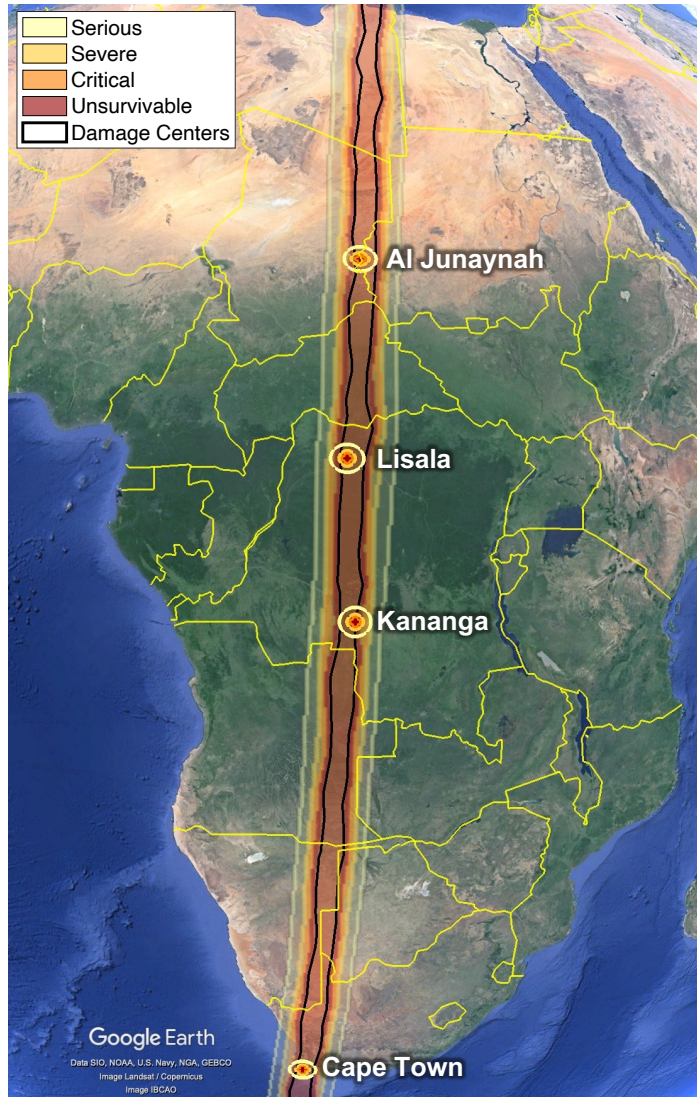 Serious
Severe
Critical
Unsurvivable
Damage Centers
Al Junaynah
Lisala
Kananga
Google Earth
Data SIO, NOAA, U.S. Navy, NGA, GEBCO
Image Landsat / Copernicus
Image IBCAO
Cape Town